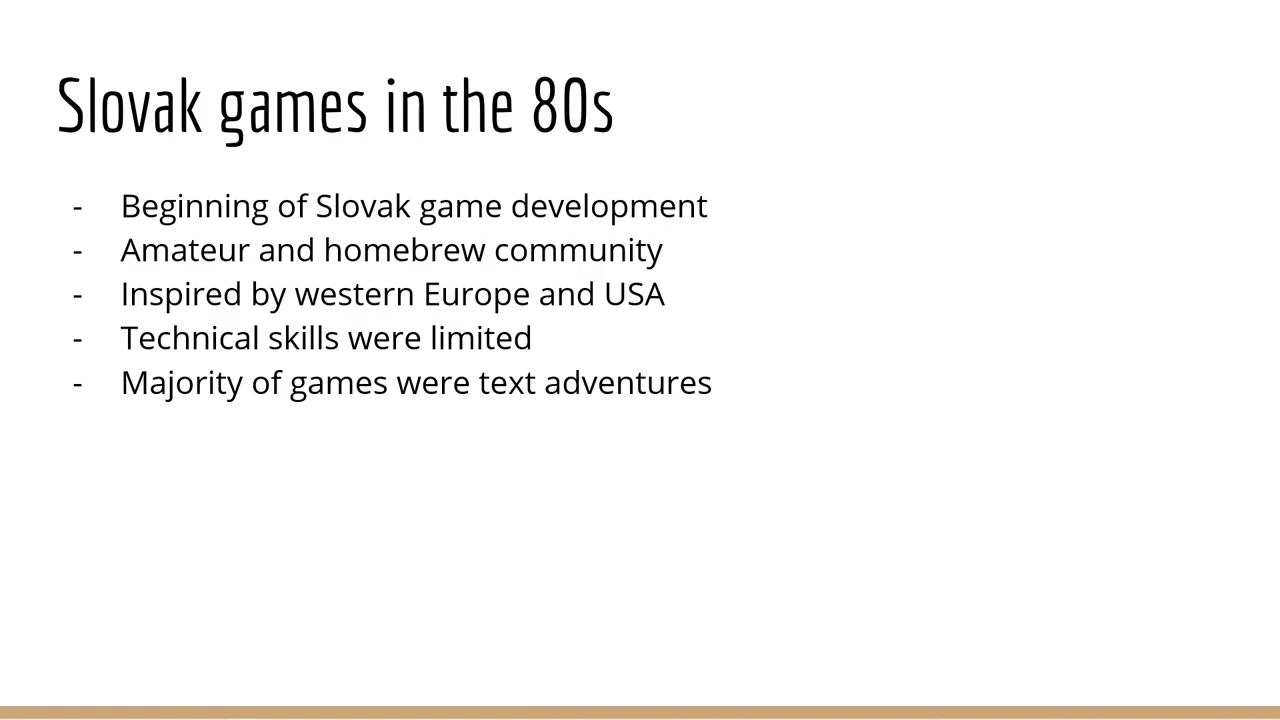 Slovak games in the 80s
- Beginning of Slovak game development
- Amateur and homebrew community
- Inspired by western Europe and USA
- Technical skills were limited
- Majority of games were text adventures